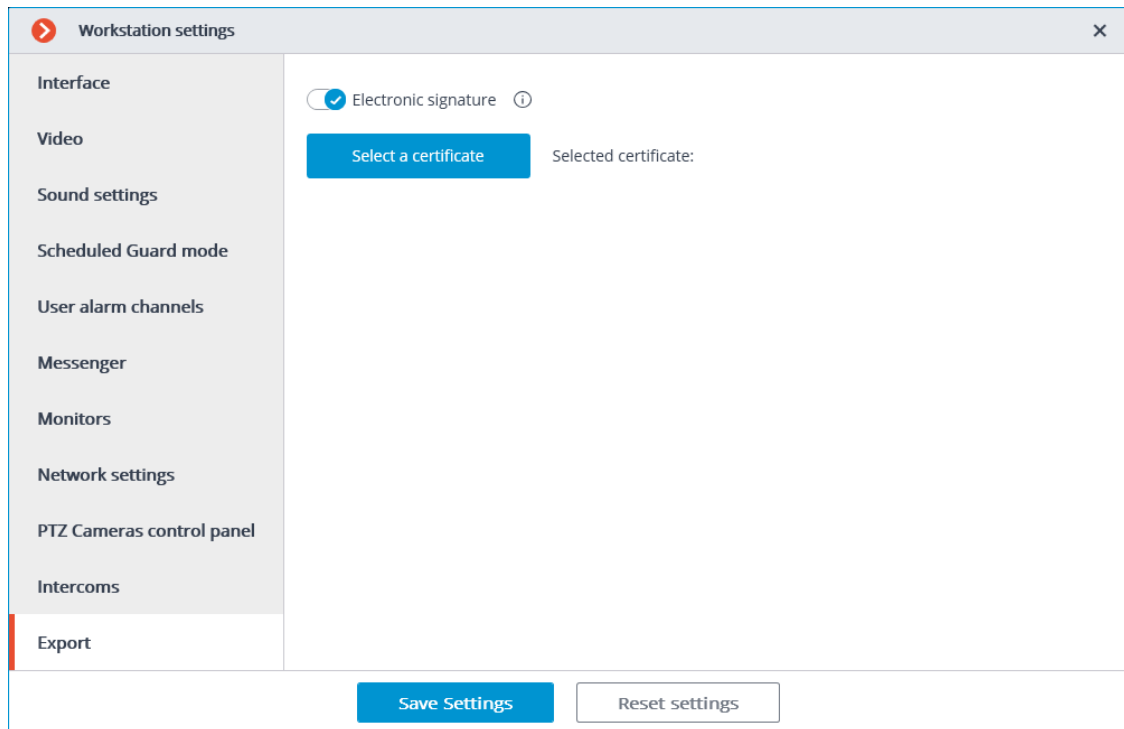 Workstation settings
Interface
Video
Sound settings
Scheduled Guard mode
User alarm channels
Messenger
Monitors
Network settings
PTZ Cameras control panel
Intercoms
Export
Electronic signature
Select a certificate Selected certificate:
Save Settings Reset settings